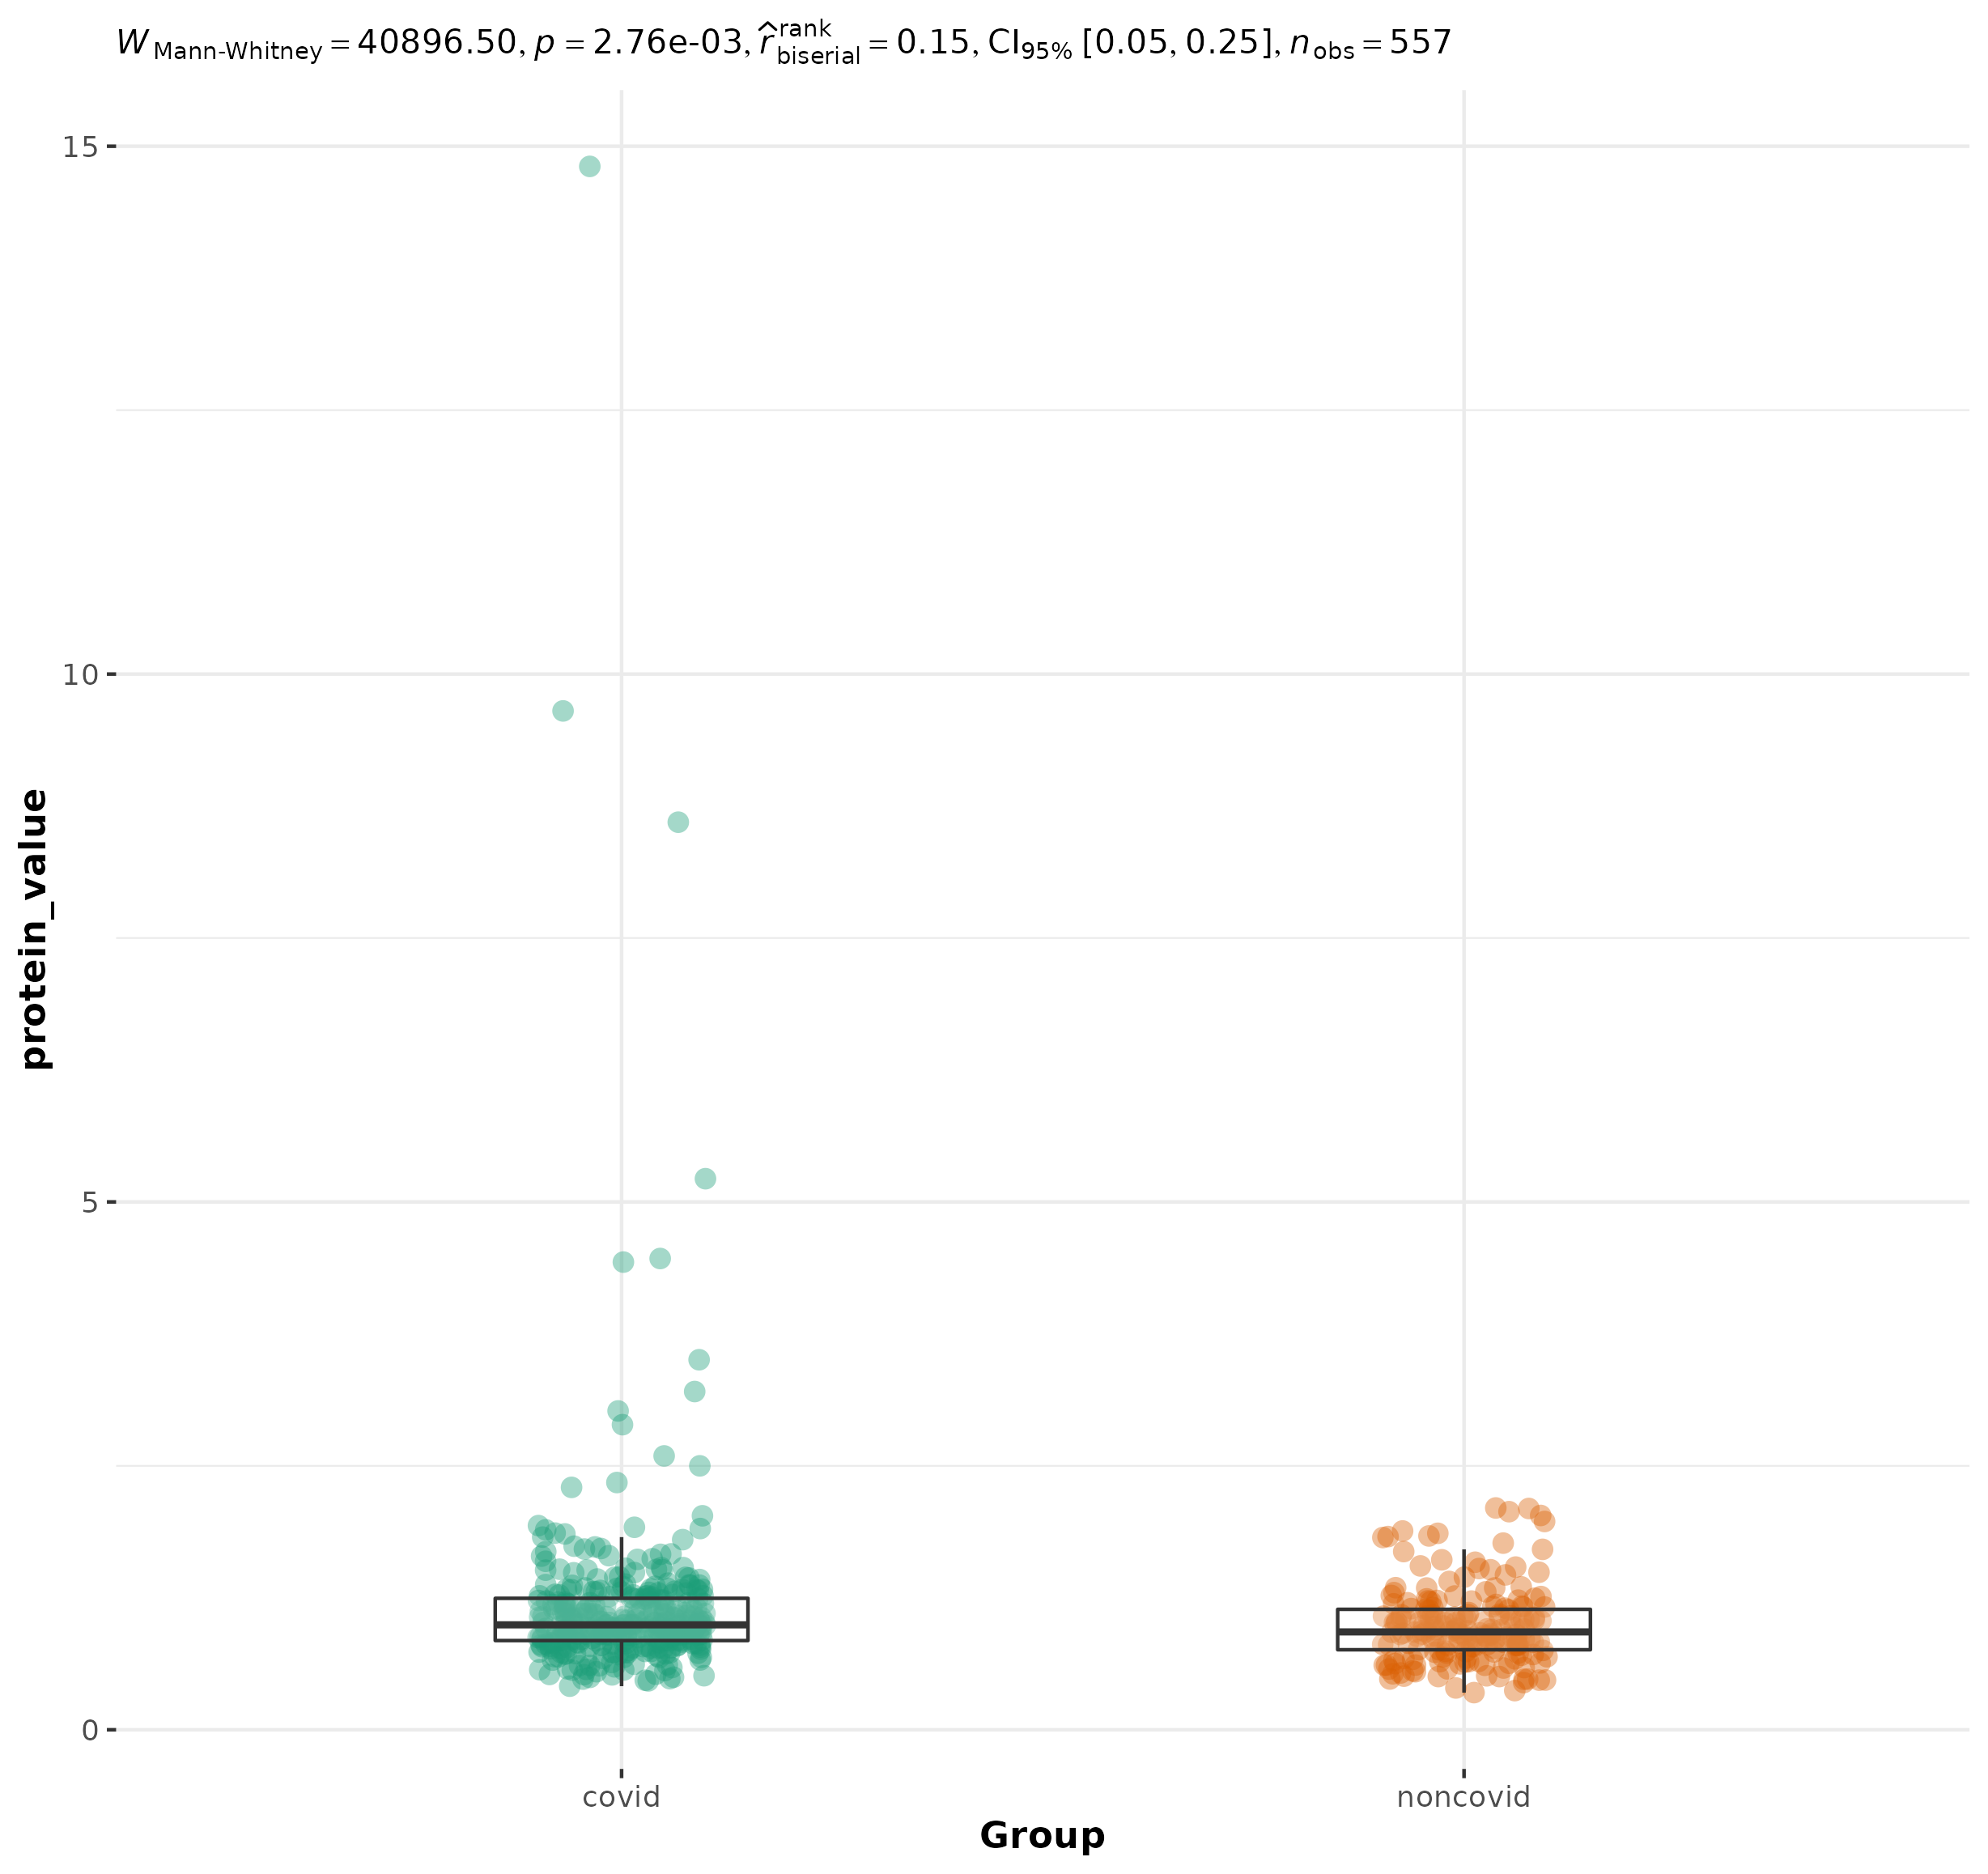 W Mann-Whitney = 40896.50, p = 2.76e-03, r̂ rank biserial = 0.15, CI95% [0.05, 0.25], nobs = 557
15
10
5
0
protein_value
covid noncovid
Group